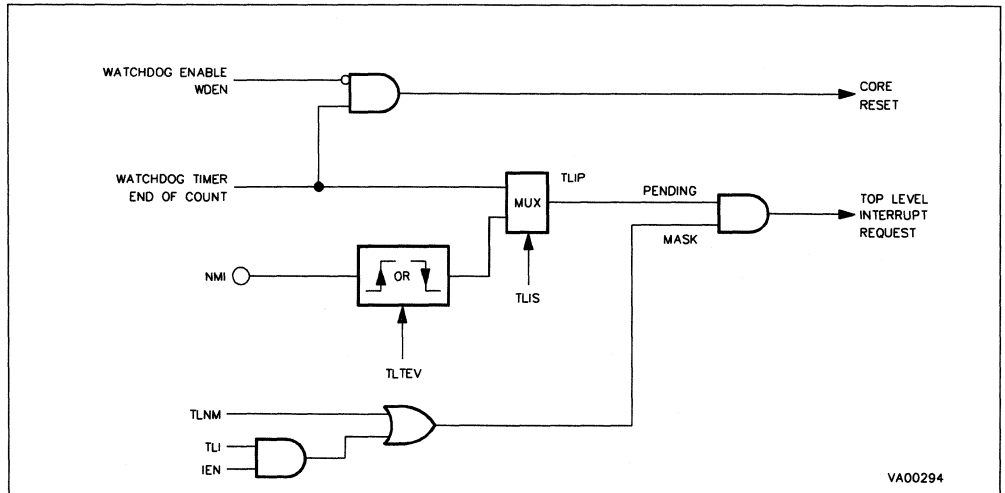 WATCHDOG ENABLE
WDEN
CORE
RESET
WATCHDOG TIMER
END OF COUNT
TLIP
MUX
PENDING
MASK
TOP LEVEL
INTERRUPT
REQUEST
NMI
OR
TLIS
TLTEV
TLNM
TLI
IEN
VA00294